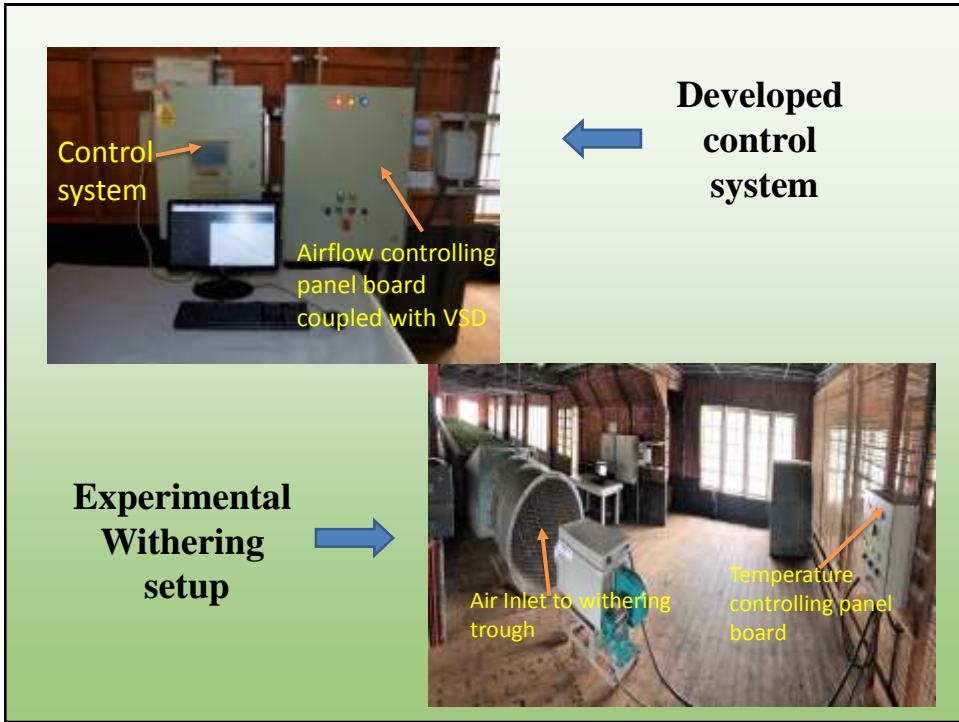 Developed
control
system
Control
system
Airflow controlling
panel board
coupled with VSD
Experimental
Withering
setup
Air Inlet to withering
trough
Temperature
controlling panel
board